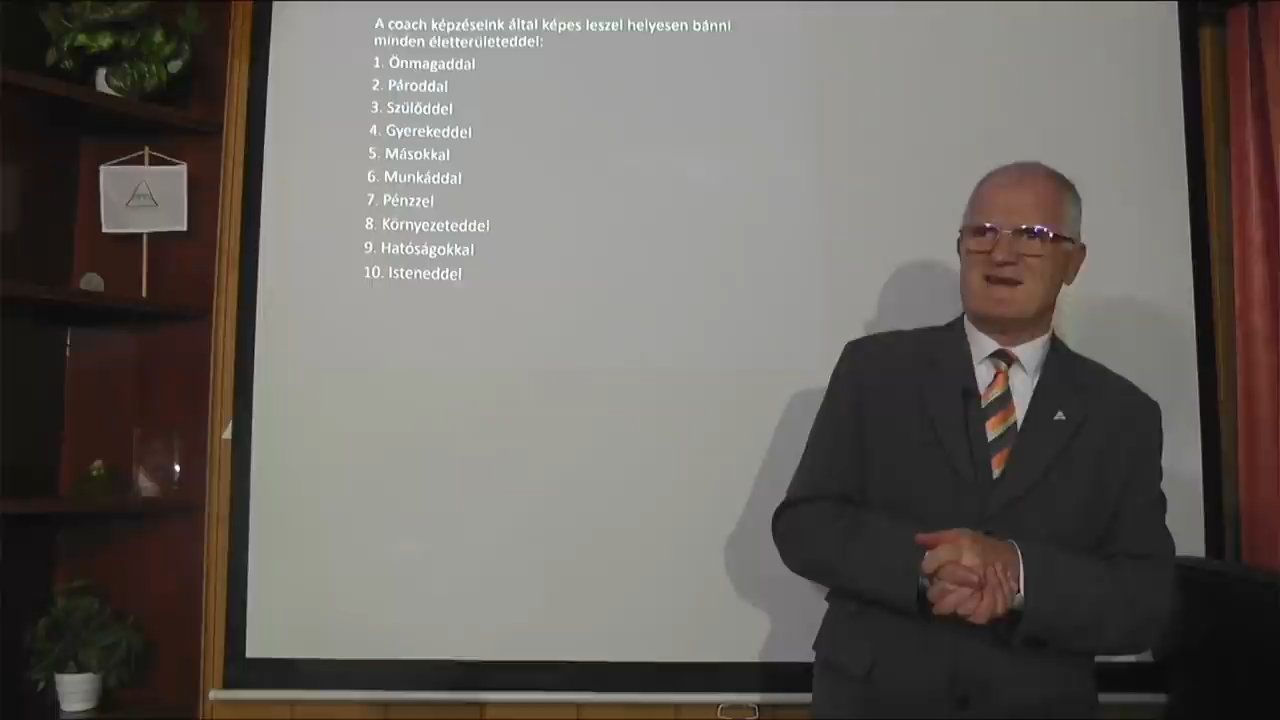 A coach képzéseink által képes leszel helyesen bánni
minden életterületeddel:
1. Önmagaddal
2. Pároddal
3. Szülőddel
4. Gyerekeddel
5. Másokkal
6. Munkáddal
7. Pénzzel
8. Környezeteddel
9. Hatóságokkal
10. Isteneddel